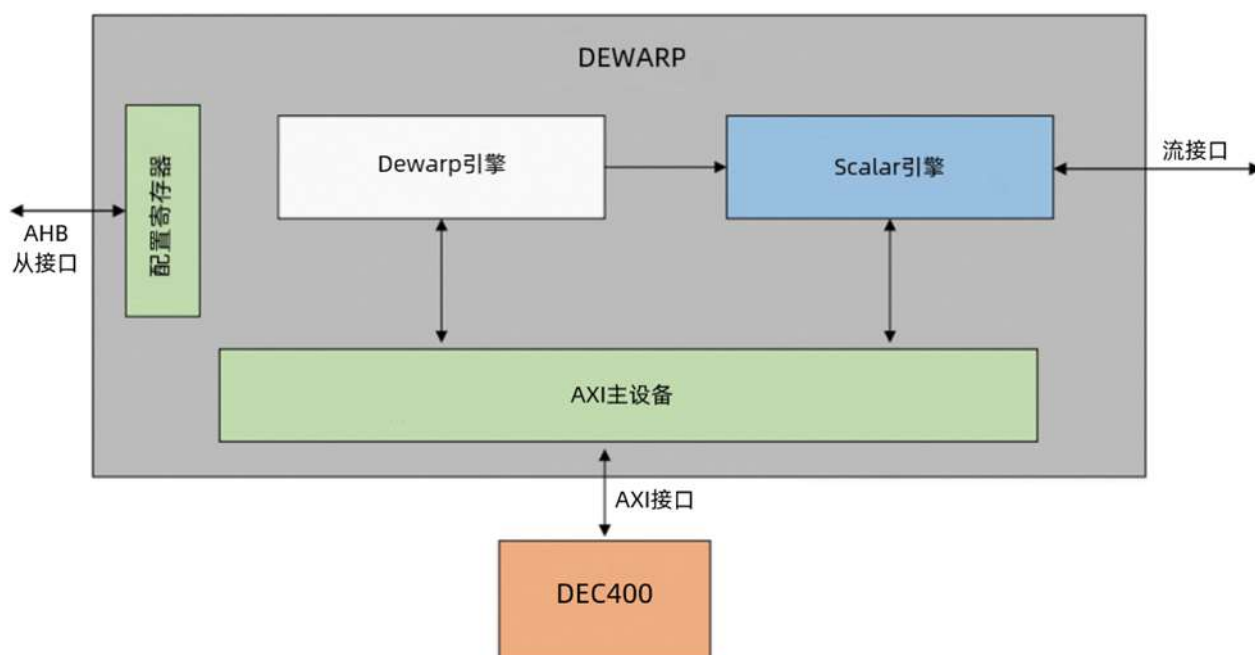 DEWARP
配置寄存器
Dewarp引擎
Scalar引擎
流接口
AHB
从接口
AXI主设备
AXI接口
DEC400